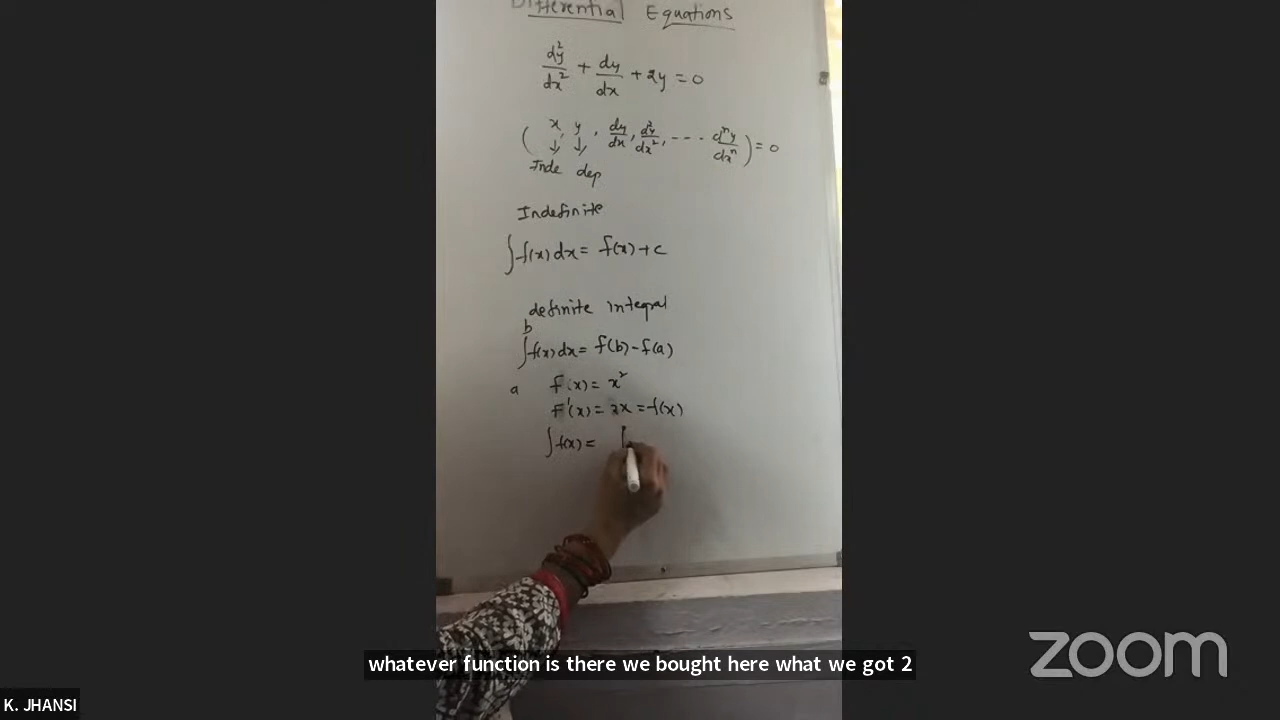 Differential Equations
d²y/dx² + dy/dx + 2y = 0
( x, y, dy/dx, d²y/dx², ---- dⁿy/dxⁿ ) = 0
↓ ↓
Inde dep
Indefinite
∫f(x)dx = f(x)+c
definite integral
b
∫f(x)dx = f(b)-f(a)
a
F(x) = x²
F'(x) = 2x = f(x)
∫f(x) = ∫
whatever function is there we bought here what we got 2
zoom
K. JHANSI